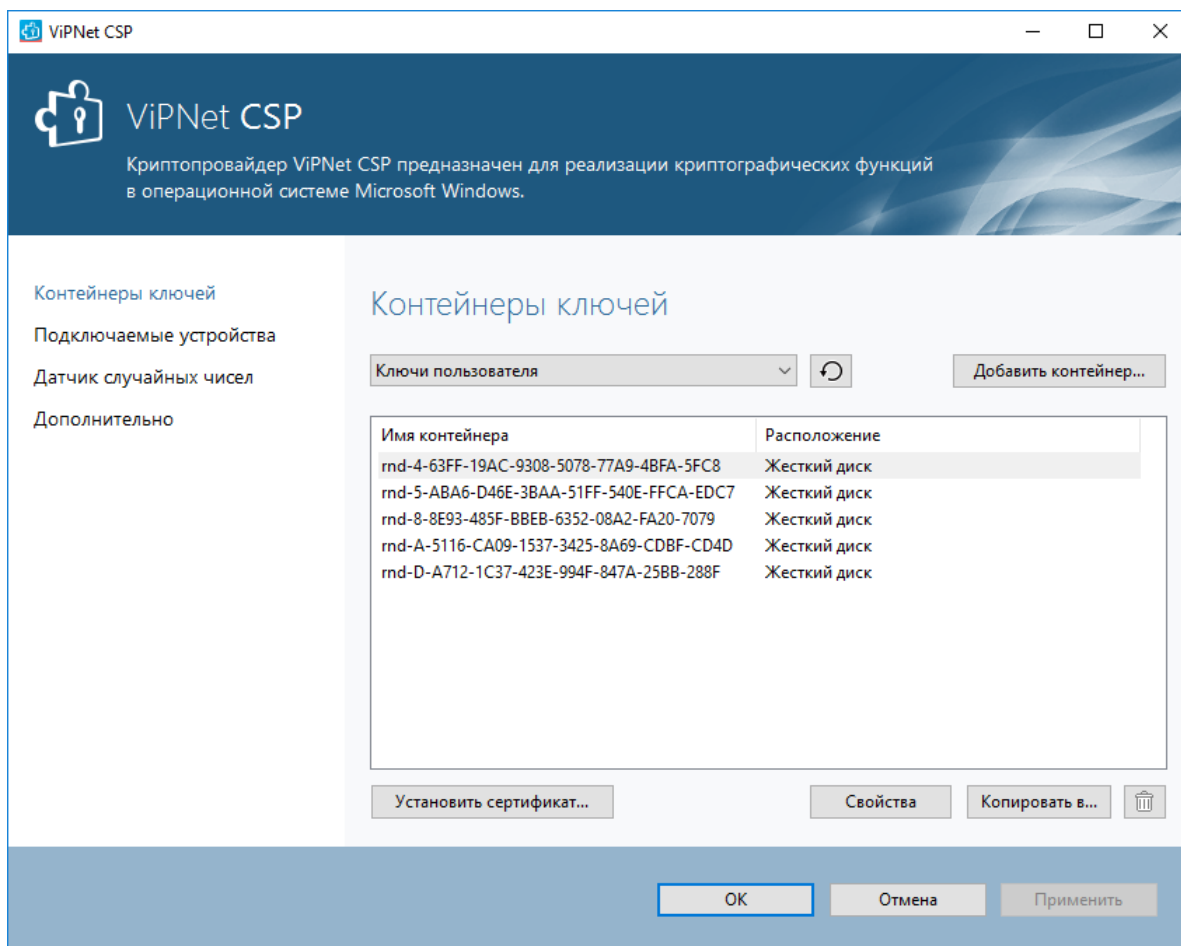 ViPNet CSP
ViPNet CSP
Криптопровайдер ViPNet CSP предназначен для реализации криптографических функций
в операционной системе Microsoft Windows.
Контейнеры ключей
Подключаемые устройства
Датчик случайных чисел
Дополнительно
Контейнеры ключей
Ключи пользователя
Добавить контейнер...
Имя контейнера Расположение
rnd-4-63FF-19AC-9308-5078-77A9-4BFA-5FC8 Жесткий диск
rnd-5-ABA6-D46E-3BAA-51FF-540E-FFCA-EDC7 Жесткий диск
rnd-8-8E93-485F-BBEB-6352-08A2-FA20-7079 Жесткий диск
rnd-A-5116-CA09-1537-3425-8A69-CDBF-CD4D Жесткий диск
rnd-D-A712-1C37-423E-994F-847A-25BB-288F Жесткий диск
Установить сертификат... Свойства Копировать в...
ОК Отмена Применить